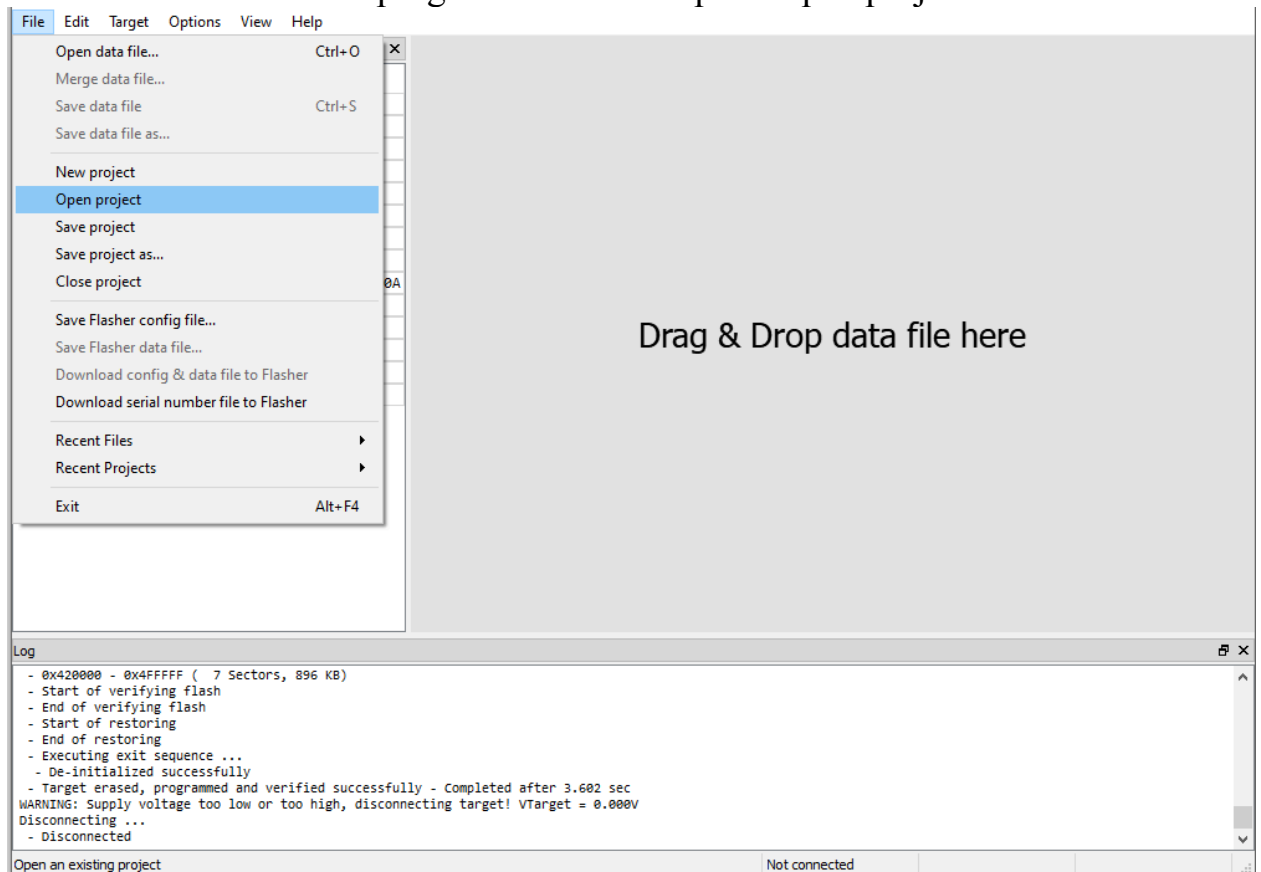 File Edit Target Options View Help
Open data file... Ctrl+O
Merge data file...
Save data file Ctrl+S
Save data file as...
New project
Open project
Save project
Save project as...
Close project
0A
Save Flasher config file...
Save Flasher data file...
Download config & data file to Flasher
Download serial number file to Flasher
Recent Files
Recent Projects
Exit Alt+F4
Drag & Drop data file here
Log
- 0x420000 - 0x4FFFFF ( 7 Sectors, 896 KB)
- Start of verifying flash
- End of verifying flash
- Start of restoring
- End of restoring
- Executing exit sequence ...
- De-initialized successfully
- Target erased, programmed and verified successfully - Completed after 3.602 sec
WARNING: Supply voltage too low or too high, disconnecting target! VTarget = 0.000V
Disconnecting ...
- Disconnected
Open an existing project Not connected